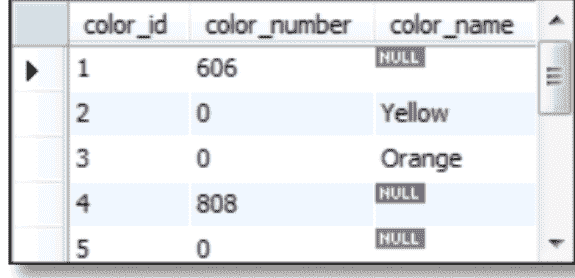 color_id color_number color_name
1 606 NULL
2 0 Yellow
3 0 Orange
4 808 NULL
5 0 NULL